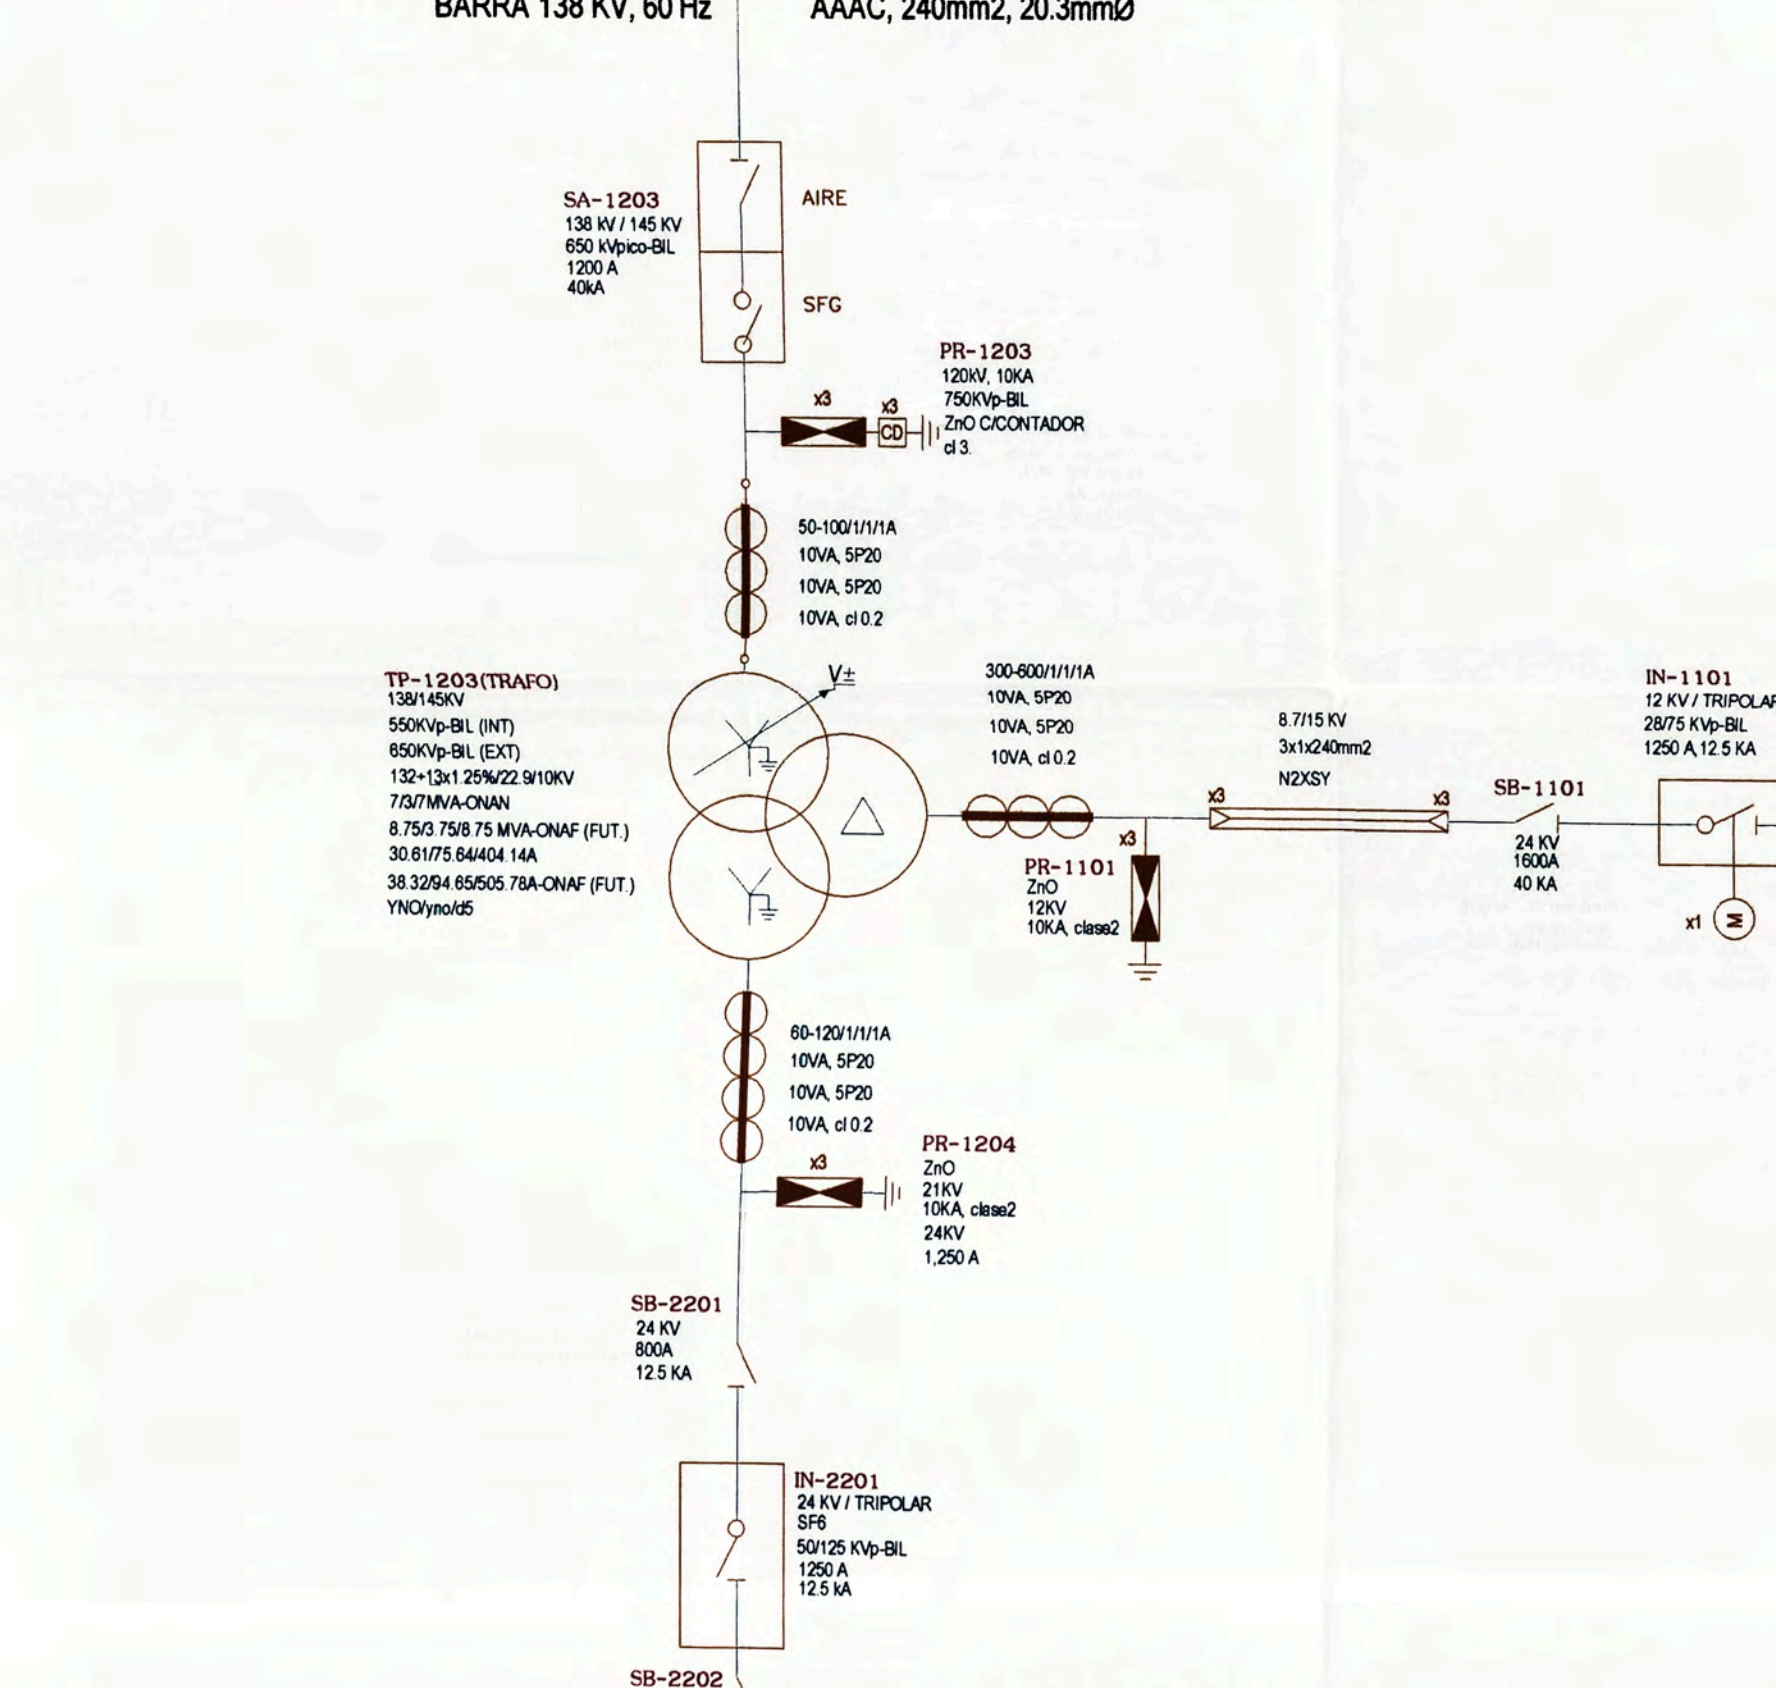 BARRA 138 KV, 60 Hz
AAAC, 240mm2, 20.3mmØ
SA-1203
138 kV / 145 KV
650 kVpico-BIL
1200 A
40kA
AIRE
SFG
PR-1203
120kV, 10KA
750KVp-BIL
ZnO C/CONTADOR
cl 3.
x3
x3
CD
50-100/1/1/1A
10VA, 5P20
10VA, 5P20
10VA, cl 0.2
TP-1203(TRAFO)
138/145KV
550KVp-BIL (INT)
650KVp-BIL (EXT)
132+13x1.25%/22.9/10KV
7/3/7 MVA-ONAN
8.75/3.75/8.75 MVA-ONAF (FUT.)
30.61/75.64/404.14A
38.32/94.65/505.78A-ONAF (FUT.)
YNO/yno/d5
V±
300-600/1/1/1A
10VA, 5P20
10VA, 5P20
10VA, cl 0.2
x3
PR-1101
ZnO
12KV
10KA, clase2
8.7/15 KV
3x1x240mm2
N2XSY
x3
x3
SB-1101
24 KV
1600A
40 KA
IN-1101
12 KV / TRIPOLAR
28/75 KVp-BIL
1250 A, 12.5 KA
x1
M
60-120/1/1/1A
10VA, 5P20
10VA, 5P20
10VA, cl 0.2
x3
PR-1204
ZnO
21KV
10KA, clase2
24KV
1,250 A
SB-2201
24 KV
800A
12.5 KA
IN-2201
24 KV / TRIPOLAR
SF6
50/125 KVp-BIL
1250 A
12.5 kA
SB-2202